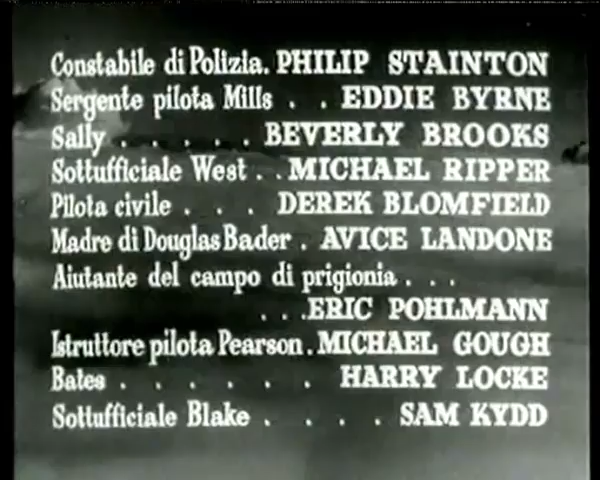 Constabile di Polizia. PHILIP STAINTON
Sergente pilota Mills . . EDDIE BYRNE
Sally . . . . . BEVERLY BROOKS
Sottufficiale West . . MICHAEL RIPPER
Pilota civile . . . DEREK BLOMFIELD
Madre di Douglas Bader . AVICE LANDONE
Aiutante del campo di prigionia . . .
. . .ERIC POHLMANN
Istruttore pilota Pearson . MICHAEL GOUGH
Bates . . . . . . HARRY LOCKE
Sottufficiale Blake . . . . SAM KYDD